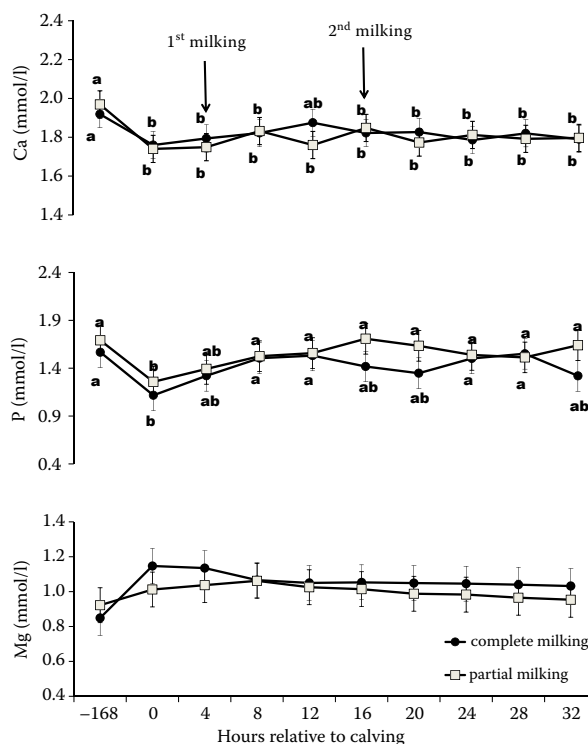 2.4
2.2
2.0
1.8
1.6
1.4
Ca (mmol/l)
1st milking
2nd milking
a b b b ab b b b b b
a b b b b b b b b b
2.4
1.9
1.4
0.9
0.4
P (mmol/l)
a b ab a a a a a a a
a b ab a a ab ab a a ab
1.4
1.2
1.0
0.8
0.6
0.4
Mg (mmol/l)
complete milking
partial milking
−168 0 4 8 12 16 20 24 28 32
Hours relative to calving